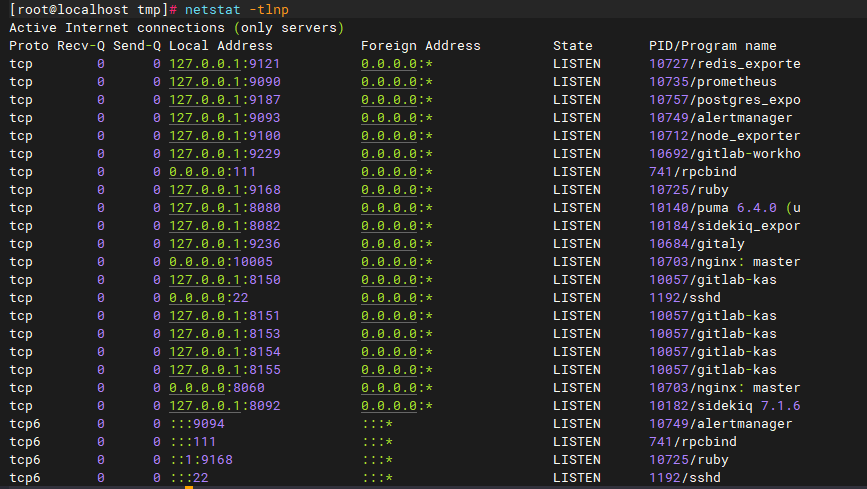 [root@localhost tmp]# netstat -tlnp
Active Internet connections (only servers)
Proto Recv-Q Send-Q Local Address           Foreign Address         State       PID/Program name
tcp        0      0 127.0.0.1:9121          0.0.0.0:*               LISTEN      10727/redis_exporte
tcp        0      0 127.0.0.1:9090          0.0.0.0:*               LISTEN      10735/prometheus
tcp        0      0 127.0.0.1:9187          0.0.0.0:*               LISTEN      10757/postgres_expo
tcp        0      0 127.0.0.1:9093          0.0.0.0:*               LISTEN      10749/alertmanager
tcp        0      0 127.0.0.1:9100          0.0.0.0:*               LISTEN      10712/node_exporter
tcp        0      0 127.0.0.1:9229          0.0.0.0:*               LISTEN      10692/gitlab-workho
tcp        0      0 0.0.0.0:111             0.0.0.0:*               LISTEN      741/rpcbind
tcp        0      0 127.0.0.1:9168          0.0.0.0:*               LISTEN      10725/ruby
tcp        0      0 127.0.0.1:8080          0.0.0.0:*               LISTEN      10140/puma 6.4.0 (u
tcp        0      0 127.0.0.1:8082          0.0.0.0:*               LISTEN      10184/sidekiq_expor
tcp        0      0 127.0.0.1:9236          0.0.0.0:*               LISTEN      10684/gitaly
tcp        0      0 0.0.0.0:10005           0.0.0.0:*               LISTEN      10703/nginx: master
tcp        0      0 127.0.0.1:8150          0.0.0.0:*               LISTEN      10057/gitlab-kas
tcp        0      0 0.0.0.0:22              0.0.0.0:*               LISTEN      1192/sshd
tcp        0      0 127.0.0.1:8151          0.0.0.0:*               LISTEN      10057/gitlab-kas
tcp        0      0 127.0.0.1:8153          0.0.0.0:*               LISTEN      10057/gitlab-kas
tcp        0      0 127.0.0.1:8154          0.0.0.0:*               LISTEN      10057/gitlab-kas
tcp        0      0 127.0.0.1:8155          0.0.0.0:*               LISTEN      10057/gitlab-kas
tcp        0      0 0.0.0.0:8060            0.0.0.0:*               LISTEN      10703/nginx: master
tcp        0      0 127.0.0.1:8092          0.0.0.0:*               LISTEN      10182/sidekiq 7.1.6
tcp6       0      0 :::9094                 :::*                    LISTEN      10749/alertmanager
tcp6       0      0 :::111                  :::*                    LISTEN      741/rpcbind
tcp6       0      0 ::1:9168                :::*                    LISTEN      10725/ruby
tcp6       0      0 :::22                   :::*                    LISTEN      1192/sshd